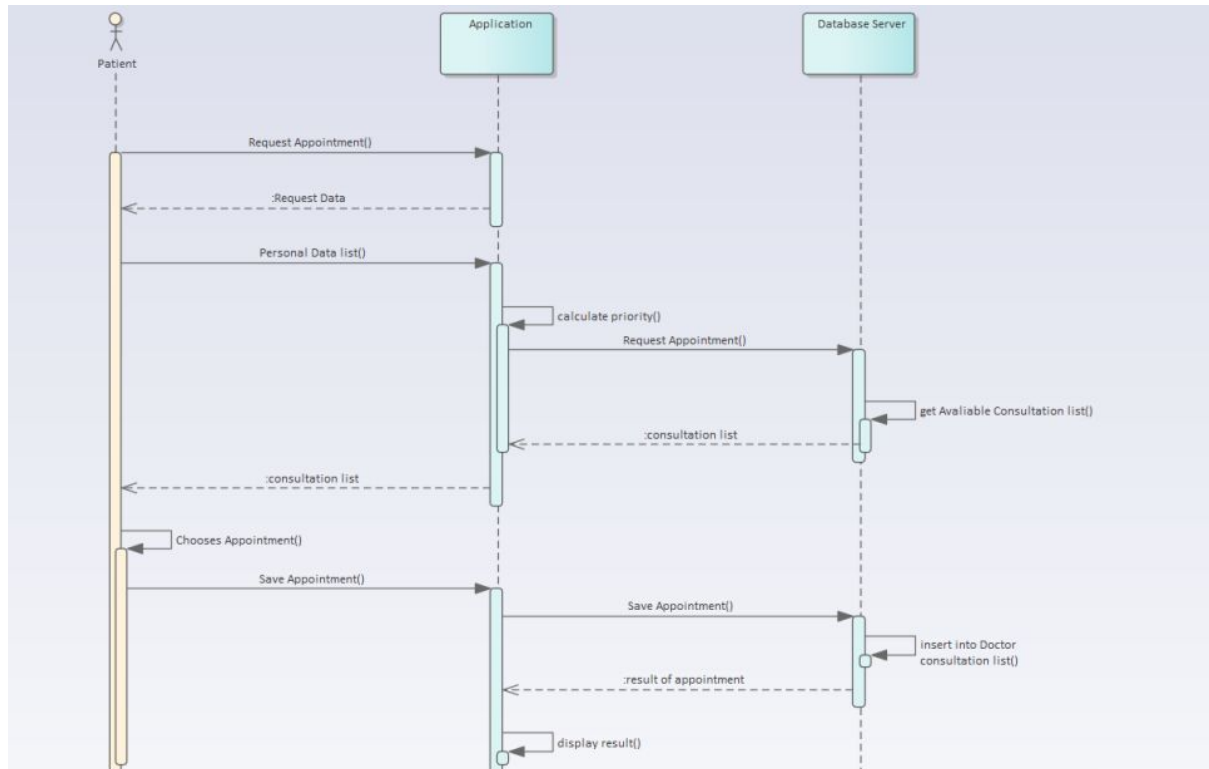 Application
Database Server
Patient
Request Appointment()
:Request Data
Personal Data list()
calculate priority()
Request Appointment()
get Avaliable Consultation list()
:consultation list
:consultation list
Chooses Appointment()
Save Appointment()
Save Appointment()
insert into Doctor
consultation list()
:result of appointment
display result()